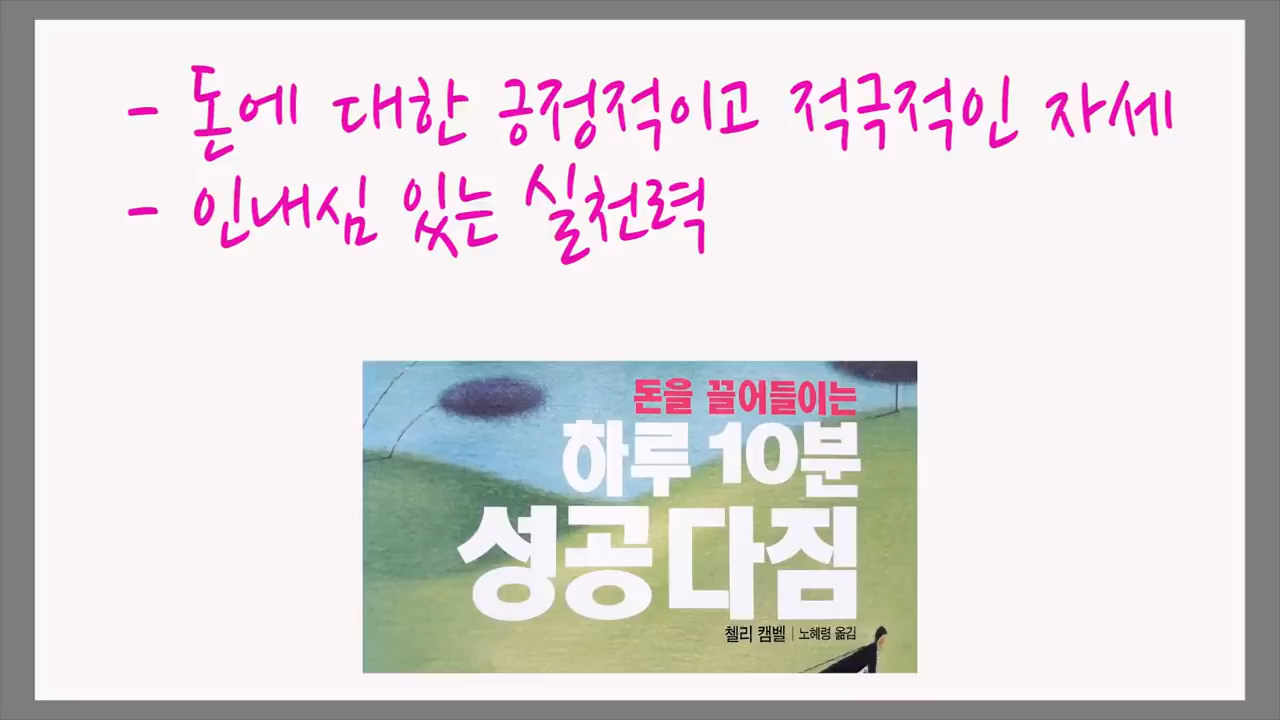 - 돈에 대한 긍정적이고 적극적인 자세
- 인내심 있는 실천력
돈을 끌어들이는
하루 10분
성공다짐
첼리 캠벨 | 노혜령 옮김